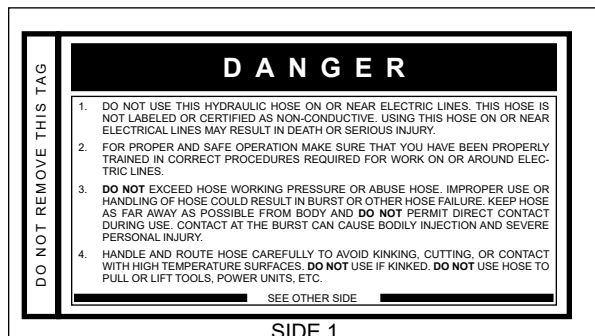 DO NOT REMOVE THIS TAG
D A N G E R
1. DO NOT USE THIS HYDRAULIC HOSE ON OR NEAR ELECTRIC LINES. THIS HOSE IS
NOT LABELED OR CERTIFIED AS NON-CONDUCTIVE. USING THIS HOSE ON OR NEAR
ELECTRICAL LINES MAY RESULT IN DEATH OR SERIOUS INJURY.
2. FOR PROPER AND SAFE OPERATION MAKE SURE THAT YOU HAVE BEEN PROPERLY
TRAINED IN CORRECT PROCEDURES REQUIRED FOR WORK ON OR AROUND ELEC-
TRIC LINES.
3. DO NOT EXCEED HOSE WORKING PRESSURE OR ABUSE HOSE. IMPROPER USE OR
HANDLING OF HOSE COULD RESULT IN BURST OR OTHER HOSE FAILURE. KEEP HOSE
AS FAR AWAY AS POSSIBLE FROM BODY AND DO NOT PERMIT DIRECT CONTACT
DURING USE. CONTACT AT THE BURST CAN CAUSE BODILY INJECTION AND SEVERE
PERSONAL INJURY.
4. HANDLE AND ROUTE HOSE CAREFULLY TO AVOID KINKING, CUTTING, OR CONTACT
WITH HIGH TEMPERATURE SURFACES. DO NOT USE IF KINKED. DO NOT USE HOSE TO
PULL OR LIFT TOOLS, POWER UNITS, ETC.
SEE OTHER SIDE
SIDE 1